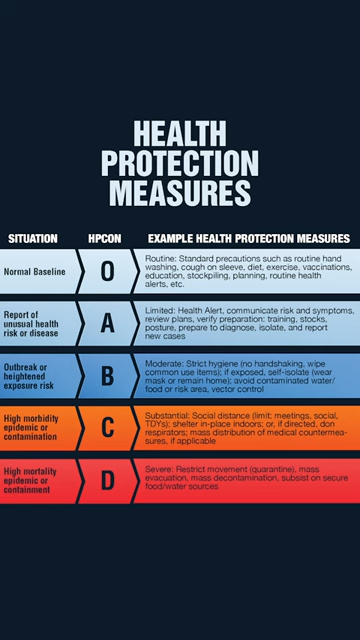 HEALTH
PROTECTION
MEASURES
SITUATION HPCON EXAMPLE HEALTH PROTECTION MEASURES
Normal Baseline
0
Routine: Standard precautions such as routine hand
washing, cough on sleeve, diet, exercise, vaccinations,
education, stockpiling, planning, routine health
alerts, etc.
Report of
unusual health
risk or disease
A
Limited: Health Alert, communicate risk and symptoms,
review plans, verify preparation: training, stocks,
posture, prepare to diagnose, isolate, and report
new cases
Outbreak or
heightened
exposure risk
B
Moderate: Strict hygiene (no handshaking, wipe
common use items); if exposed, self-isolate (wear
mask or remain home); avoid contaminated water/
food or risk area, vector control
High morbidity
epidemic or
contamination
C
Substantial: Social distance (limit: meetings, social,
TDYs); shelter in-place indoors: or, if directed, don
respirators; mass distribution of medical countermea-
sures, if applicable
High mortality
epidemic or
containment
D
Severe: Restrict movement (quarantine), mass
evacuation, mass decontamination, subsist on secure
food/water sources